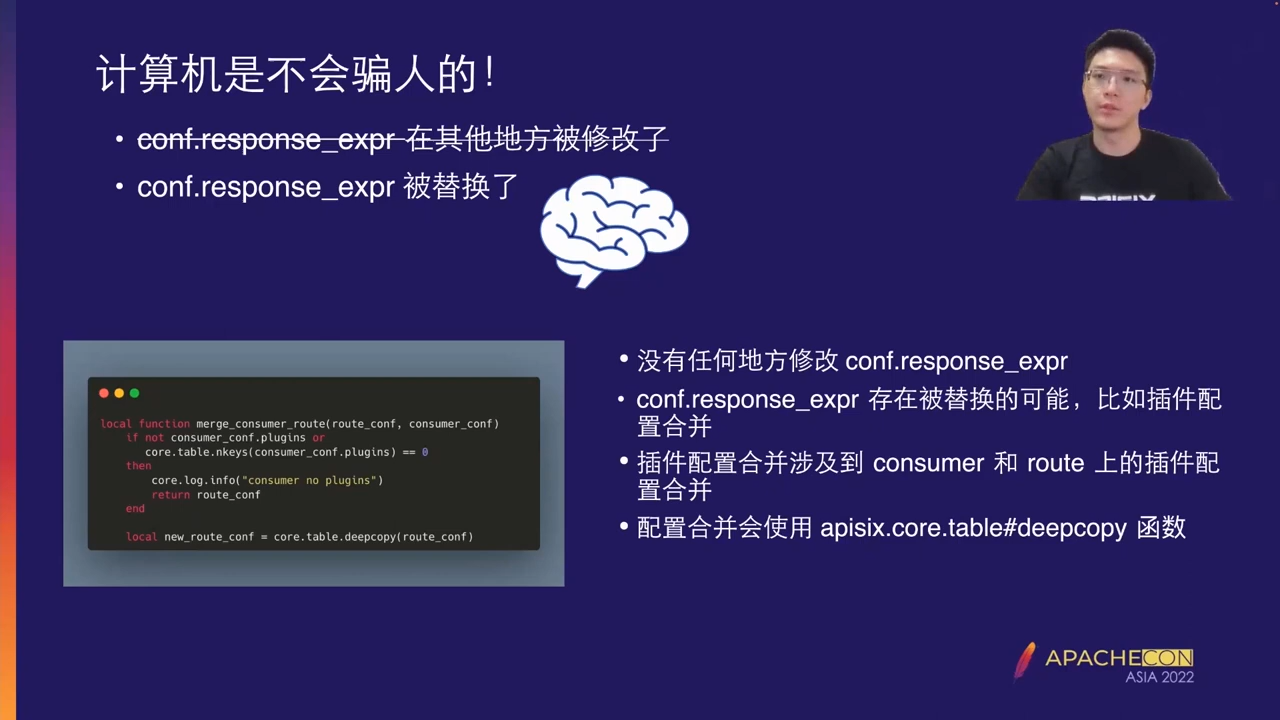 计算机是不会骗人的！
• conf.response_expr 在其他地方被修改了
• conf.response_expr 被替换了
local function merge_consumer_route(route_conf, consumer_conf)
if not consumer_conf.plugins or
core.table.nkeys(consumer_conf.plugins) == 0
then
core.log.info("consumer no plugins")
return route_conf
end
local new_route_conf = core.table.deepcopy(route_conf)
• 没有任何地方修改 conf.response_expr
• conf.response_expr 存在被替换的可能，比如插件配
置合并
• 插件配置合并涉及到 consumer 和 route 上的插件配
置合并
• 配置合并会使用 apisix.core.table#deepcopy 函数
APACHECON
ASIA 2022